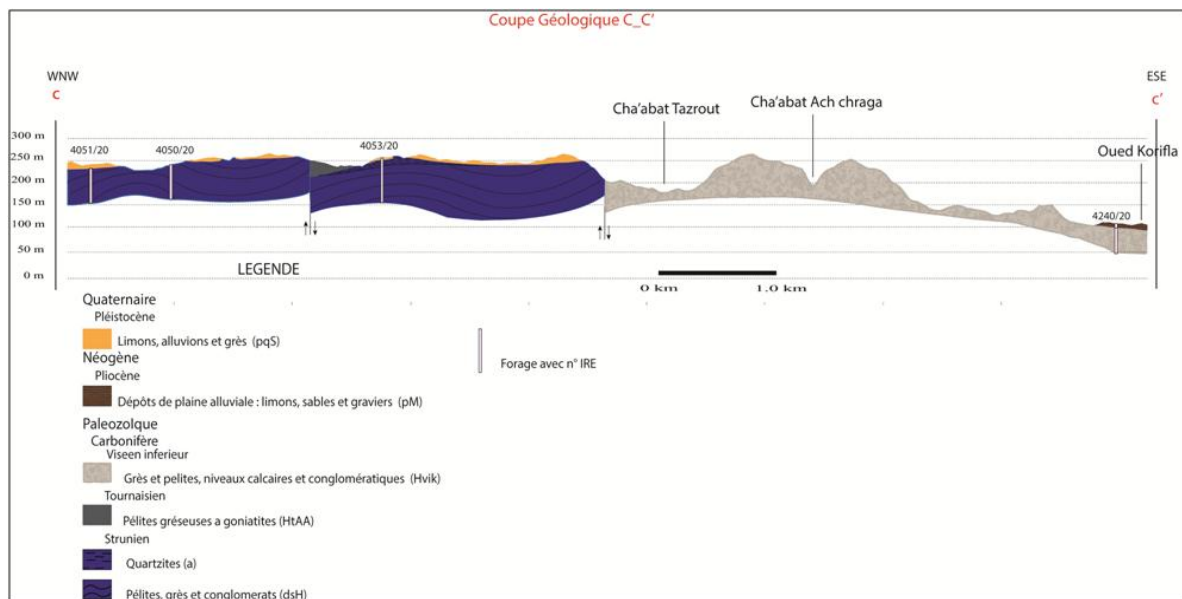 Coupe Géologique C_C'
WNW
C
ESE
C'
Cha'abat Tazrout
Cha'abat Ach chraga
Oued Korifla
300 m
250 m
200 m
150 m
100 m
50 m
0 m
4051/20
4050/20
4053/20
4240/20
LEGENDE
0 km
1.0 km
Quaternaire
Pléistocène
Limons, alluvions et grès (pqS)
Néogène
Pliocène
Dépôts de plaine alluviale : limons, sables et graviers (pM)
Forage avec n° IRE
Paleozolque
Carbonifère
Viseen inferieur
Grès et pelites, niveaux calcaires et conglomératiques (Hvik)
Tournaisien
Pélites gréseuses a goniatites (HtAA)
Strunien
Quartzites (a)
Pélites, grès et conglomerats (dsH)